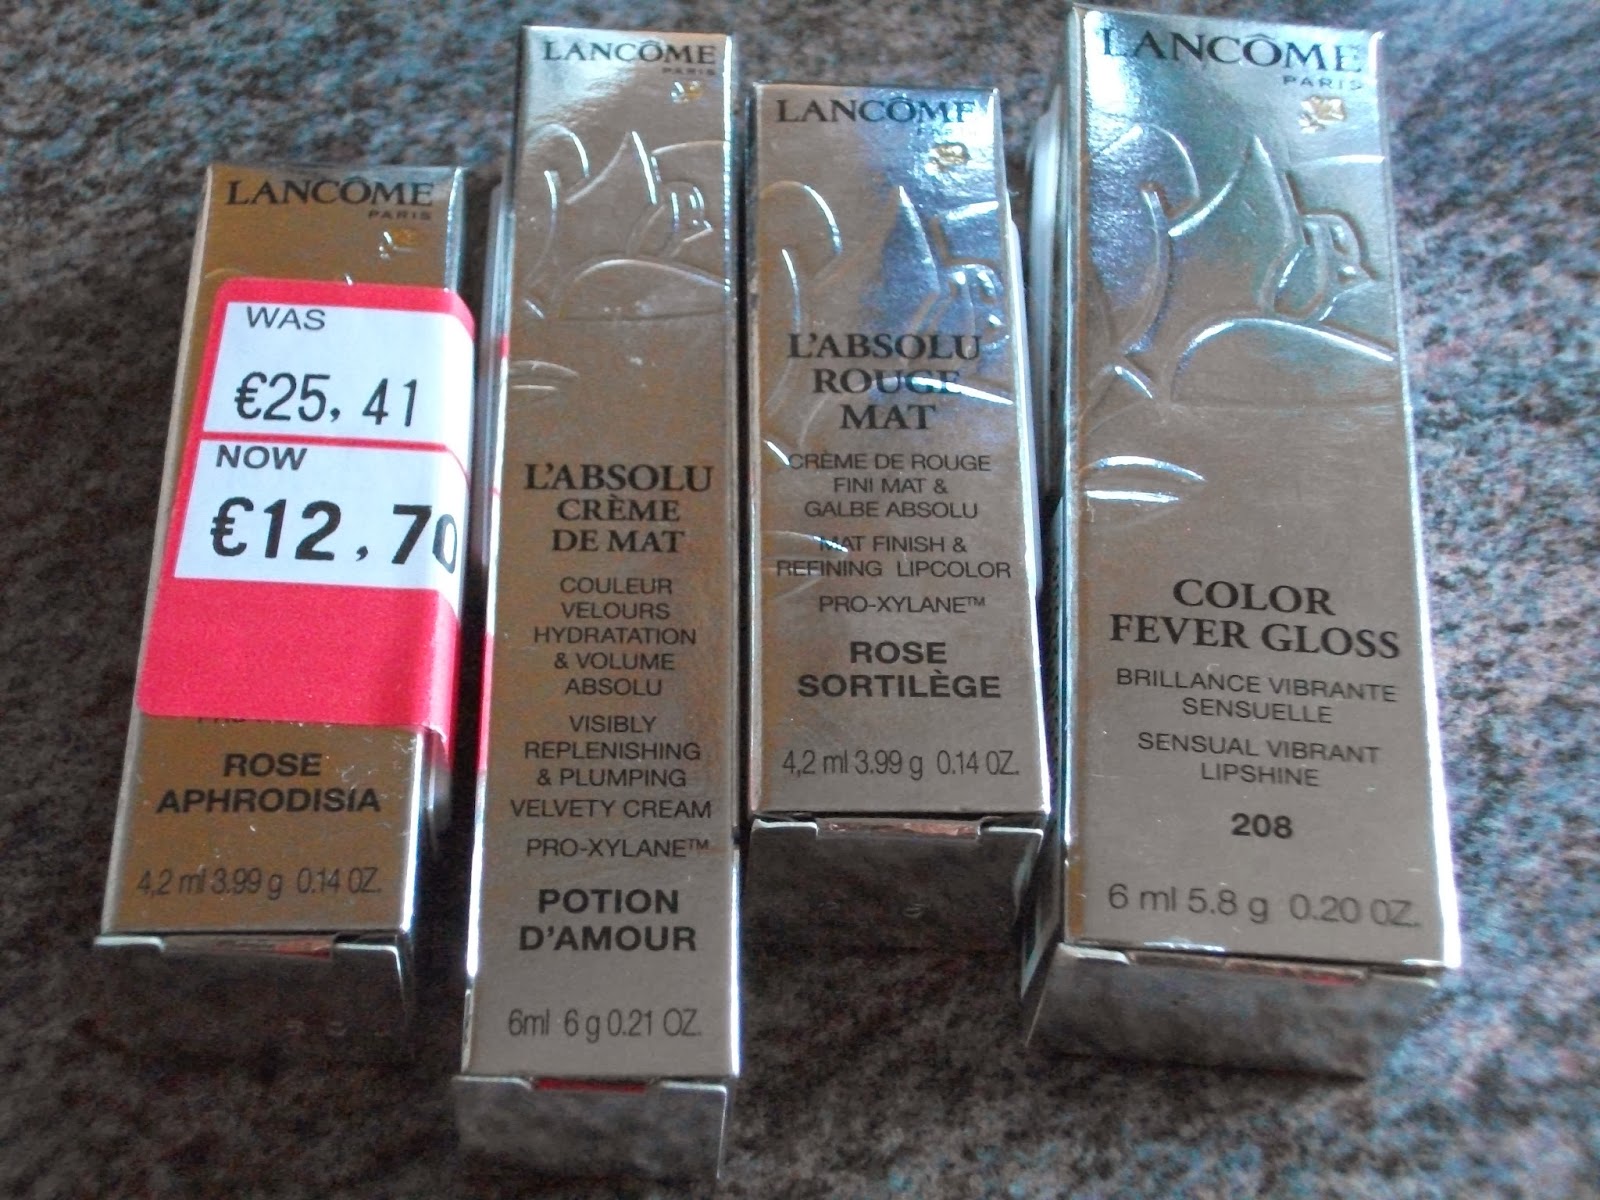 LANCÔME
PARIS
WAS
€25,41
NOW
€12,70
ROSE
APHRODISIA
4,2 ml 3.99 g 0.14 OZ.
LANCÔME
PARIS
L'ABSOLU
CRÈME
DE MAT
COULEUR
VELOURS
HYDRATATION
& VOLUME
ABSOLU
VISIBLY
REPLENISHING
& PLUMPING
VELVETY CREAM
PRO-XYLANE™
POTION
D'AMOUR
6ml 6 g 0.21 OZ.
LANCÔME
L'ABSOLU
ROUGE
MAT
CRÈME DE ROUGE
FINI MAT &
GALBE ABSOLU
MAT FINISH &
REFINING LIPCOLOR
PRO-XYLANE™
ROSE
SORTILÈGE
4,2 ml 3.99 g 0.14 OZ.
LANCÔME
PARIS
COLOR
FEVER GLOSS
BRILLANCE VIBRANTE
SENSUELLE
SENSUAL VIBRANT
LIPSHINE
208
6 ml 5.8 g 0.20 OZ.